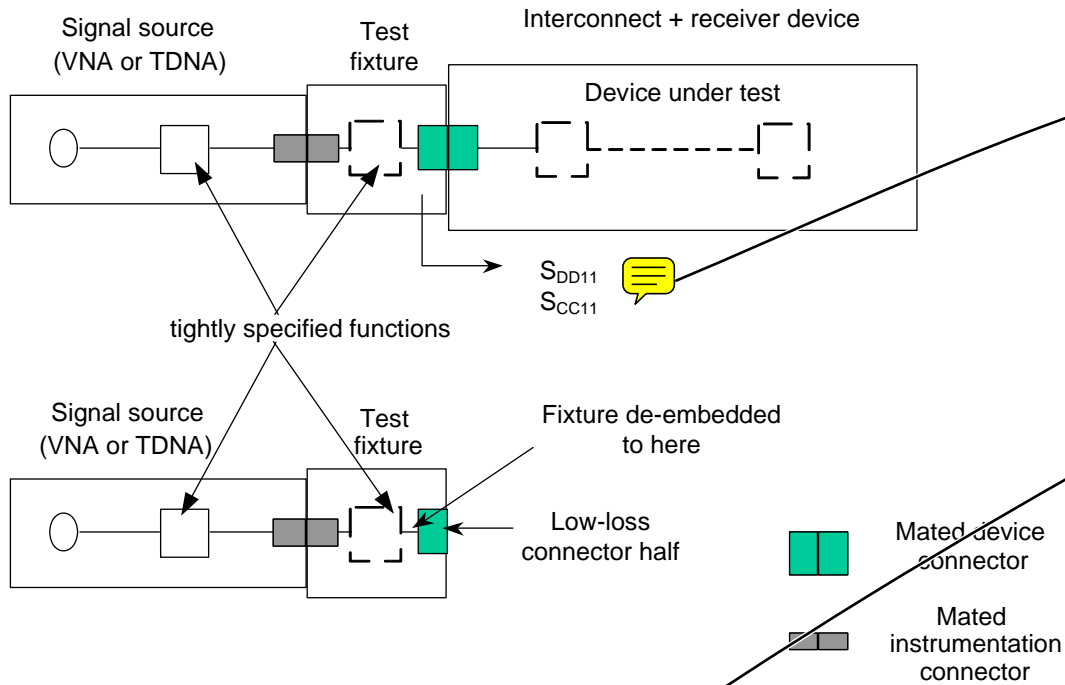 Interconnect + receiver device
Signal source
(VNA or TDNA)
Test
fixture
Device under test
SDD11
SCC11
tightly specified functions
Signal source
(VNA or TDNA)
Test
fixture
Fixture de-embedded
to here
Low-loss
connector half
Mated device
connector
Mated
instrumentation
connector